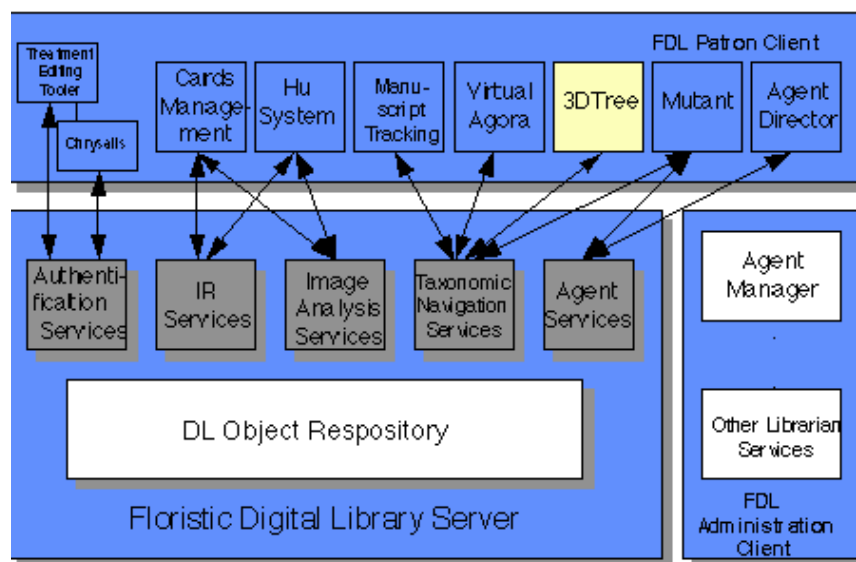 FDL Patron Client
Treatment
Editing
Tooler
Chrysalls
Cards
Manage-
ment
Hu
System
Manu-
script
Tracking
Virtual
Agora
3DTree
Mutant
Agent
Director
Authenti-
fication
Services
IR
Services
Image
Analysis
Services
Taxonomic
Navigation
Services
Agent
Services
DL Object Respository
Floristic Digital Library Server
Agent
Manager
Other Librarian
Services
FDL
Administration
Client